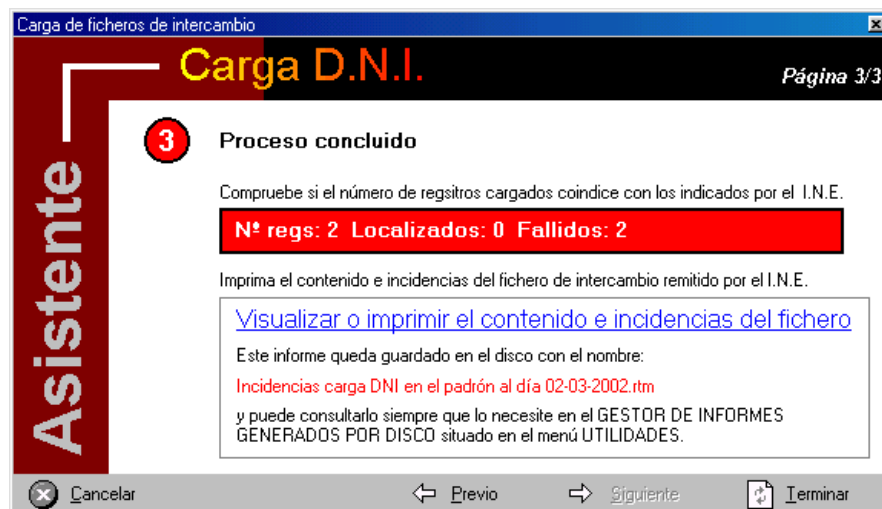 Carga de ficheros de intercambio
Carga D.N.I.
Página 3/3
Asistente
3
Proceso concluido
Compruebe si el número de regsitros cargados coindice con los indicados por el I.N.E.
Nº regs: 2 Localizados: 0 Fallidos: 2
Imprima el contenido e incidencias del fichero de intercambio remitido por el I.N.E.
Visualizar o imprimir el contenido e incidencias del fichero
Este informe queda guardado en el disco con el nombre:
Incidencias carga DNI en el padrón al día 02-03-2002.rtm
y puede consultarlo siempre que lo necesite en el GESTOR DE INFORMES
GENERADOS POR DISCO situado en el menú UTILIDADES.
Cancelar
Previo
Siguiente
Terminar